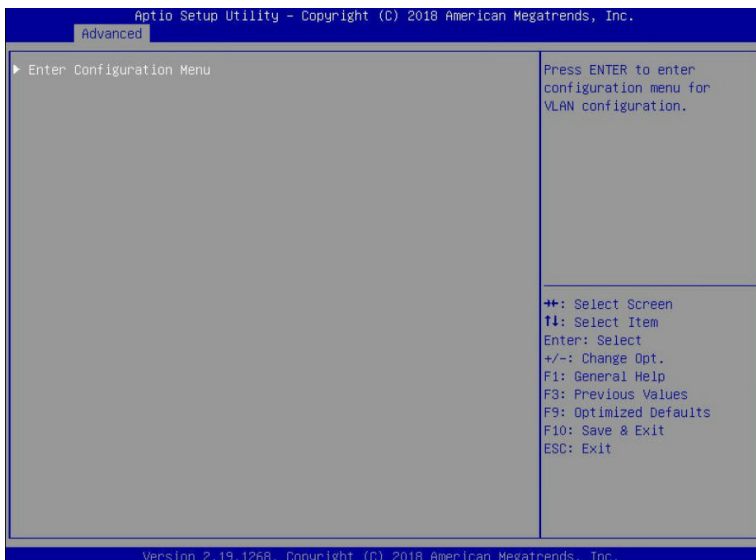 Aptio Setup Utility – Copyright (C) 2018 American Megatrends, Inc.
Advanced
▶ Enter Configuration Menu
Press ENTER to enter
configuration menu for
VLAN configuration.
→←: Select Screen
↑↓: Select Item
Enter: Select
+/-: Change Opt.
F1: General Help
F3: Previous Values
F9: Optimized Defaults
F10: Save & Exit
ESC: Exit
Version 2.19.1268. Copyright (C) 2018 American Megatrends, Inc.